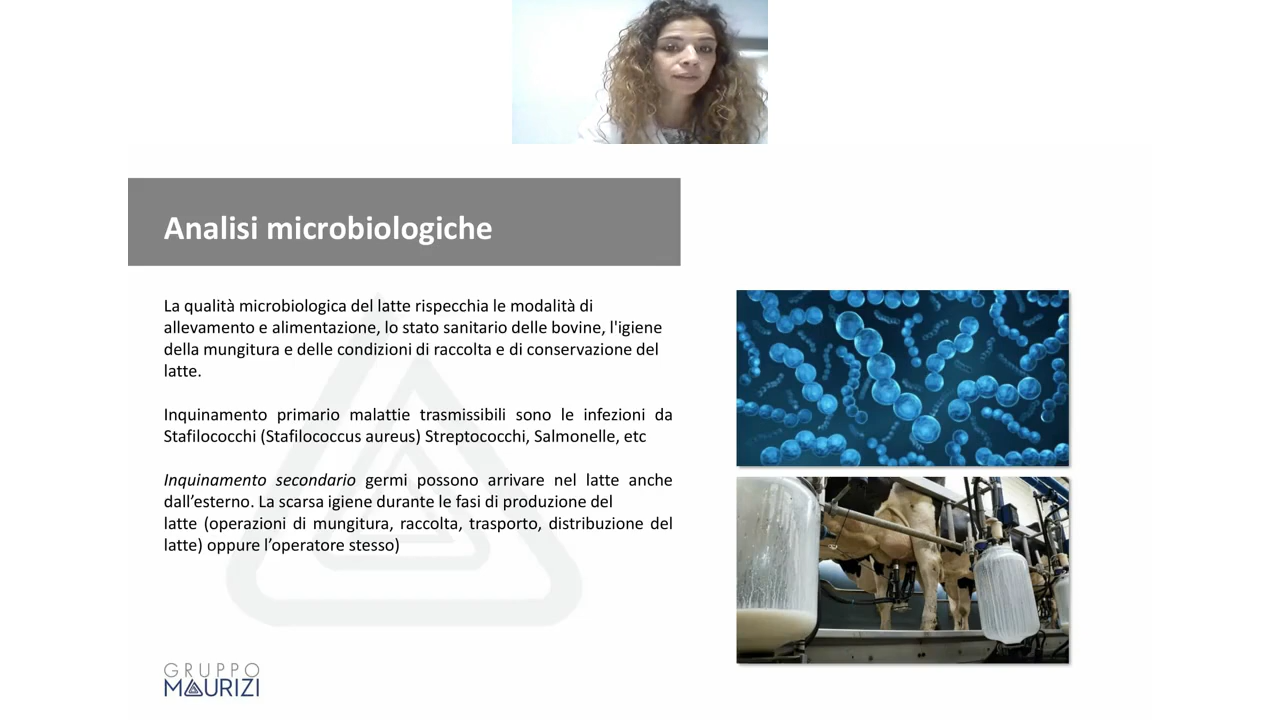 Analisi microbiologiche
La qualità microbiologica del latte rispecchia le modalità di
allevamento e alimentazione, lo stato sanitario delle bovine, l'igiene
della mungitura e delle condizioni di raccolta e di conservazione del
latte.
Inquinamento primario malattie trasmissibili sono le infezioni da
Stafilococchi (Stafilococcus aureus) Streptococchi, Salmonelle, etc
Inquinamento secondario germi possono arrivare nel latte anche
dall’esterno. La scarsa igiene durante le fasi di produzione del
latte (operazioni di mungitura, raccolta, trasporto, distribuzione del
latte) oppure l’operatore stesso)
GRUPPO
MAURIZI